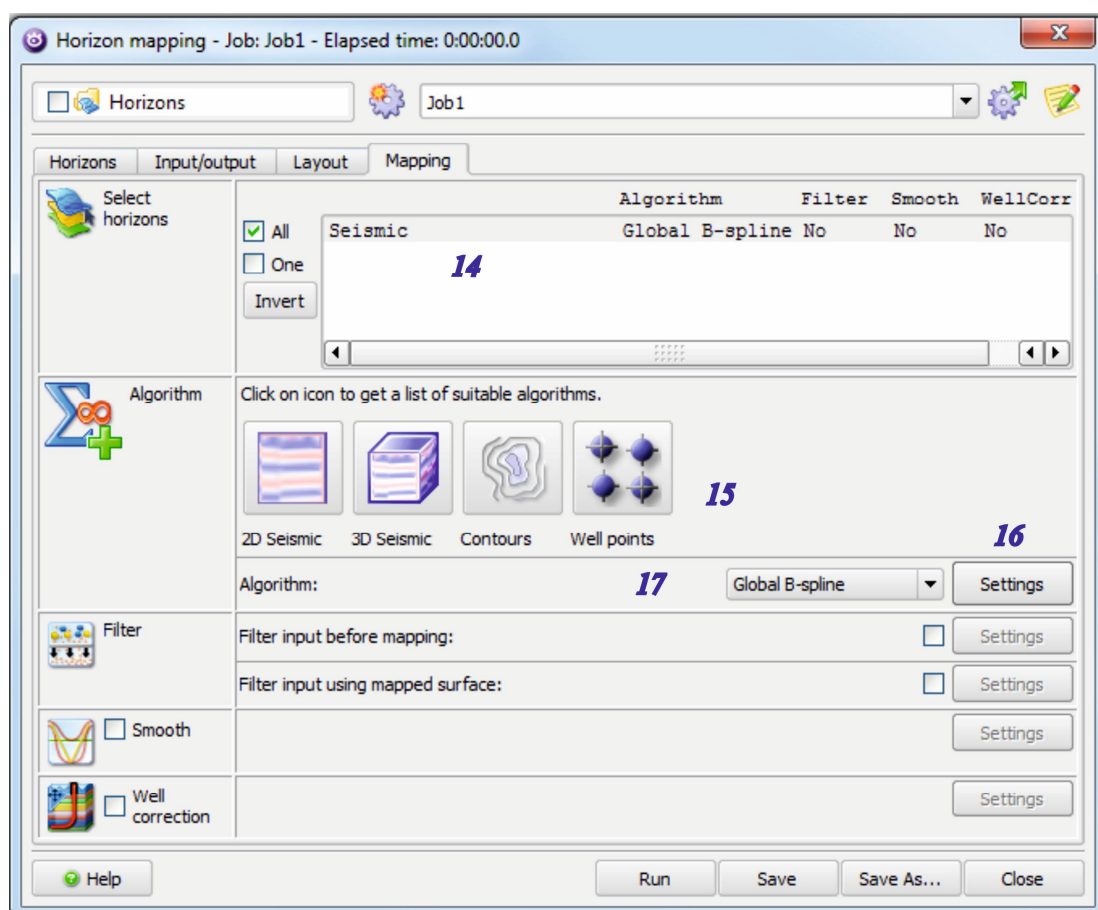 Horizon mapping - Job: Job1 - Elapsed time: 0:00:00.0
Horizons
Job1
Horizons Input/output Layout Mapping
Select horizons
Algorithm Filter Smooth WellCorr
All
Seismic Global B-spline No No No
One
14
Invert
Algorithm
Click on icon to get a list of suitable algorithms.
15
2D Seismic 3D Seismic Contours Well points
16
Algorithm: 17 Global B-spline Settings
Filter
Filter input before mapping: Settings
Filter input using mapped surface: Settings
Smooth Settings
Well correction Settings
Help Run Save Save As... Close